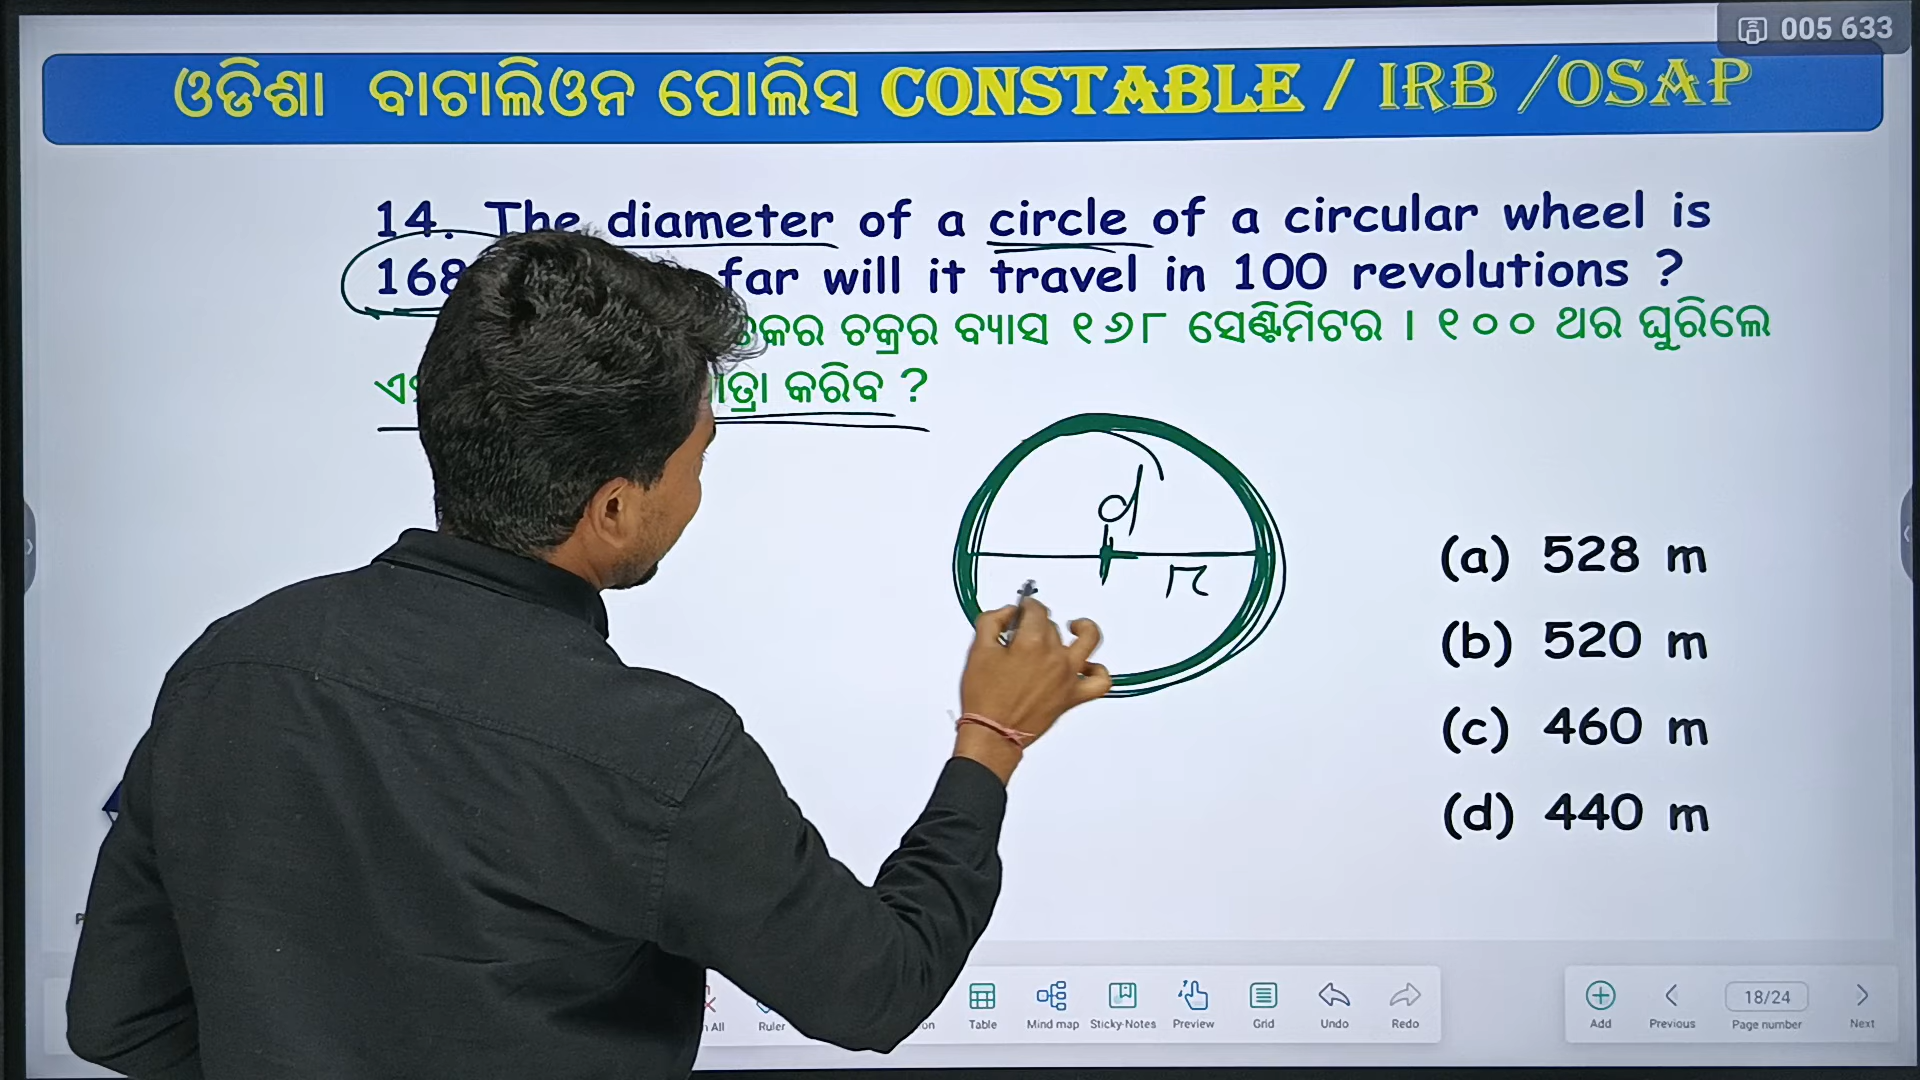 005 633
ଓଡିଶା ବାଟାଲିଓନ ପୋଲିସ CONSTABLE / IRB /OSAP
14. The diameter of a circle of a circular wheel is
168 far will it travel in 100 revolutions ?
ଚକ୍ରର ବ୍ୟାସ ୧୬୮ ସେଣ୍ଟିମିଟର । ୧୦୦ ଥର ଘୁରିଲେ
କରିବ ?
d
r
(a) 528 m
(b) 520 m
(c) 460 m
(d) 440 m
All Ruler Table Mind map Sticky-Notes Preview Grid Undo Redo Add Previous 18/24 Page number Next